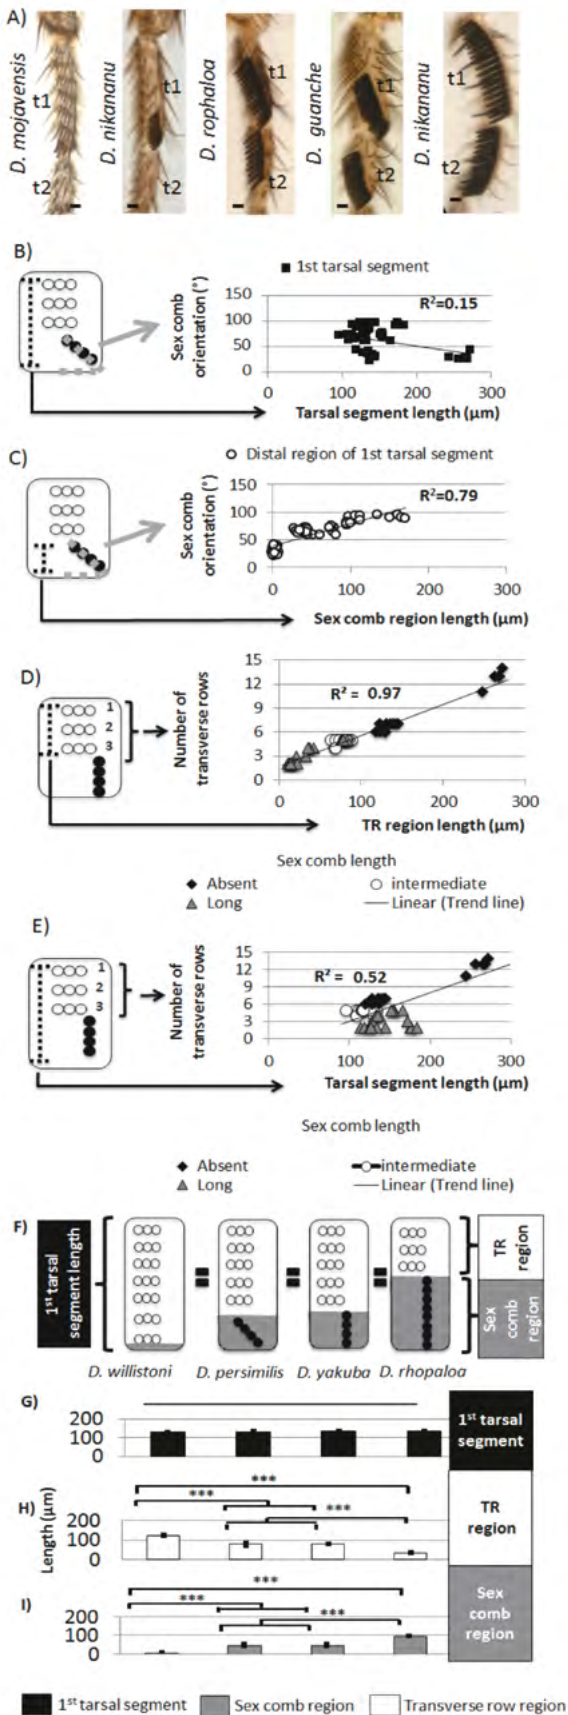 A)
D. mojavensis
t1
t2
D. nikananu
t1
t2
D. rophaloa
t1
t2
D. guanche
t1
t2
D. nikananu
t1
t2
B)
■ 1st tarsal segment
Sex comb
orientation (°)
150
100
50
0
R²=0.15
0 100 200 300
Tarsal segment length (µm)
C)
Distal region of 1st tarsal segment
Sex comb
orientation (°)
150
100
50
0
R²=0.79
0 100 200 300
Sex comb region length (µm)
D)
1
2
3
Number of
transverse rows
15
12
9
6
3
0
R² = 0.97
0 100 200 300
TR region length (µm)
Sex comb length
Absent intermediate
Long Linear (Trend line)
E)
1
2
3
Number of
transverse rows
15
12
9
6
3
0
R² = 0.52
0 100 200 300
Tarsal segment length (µm)
Sex comb length
Absent intermediate
Long Linear (Trend line)
F)
1st tarsal
segment length
TR
region
Sex
comb
region
D. willistoni D. persimilis D. yakuba D. rhopaloa
G)
200
100
0
1st tarsal
segment
Length (µm)
H)
***
***
***
200
100
0
TR
region
I)
***
***
***
200
100
0
Sex
comb
region
1st tarsal segment Sex comb region Transverse row region